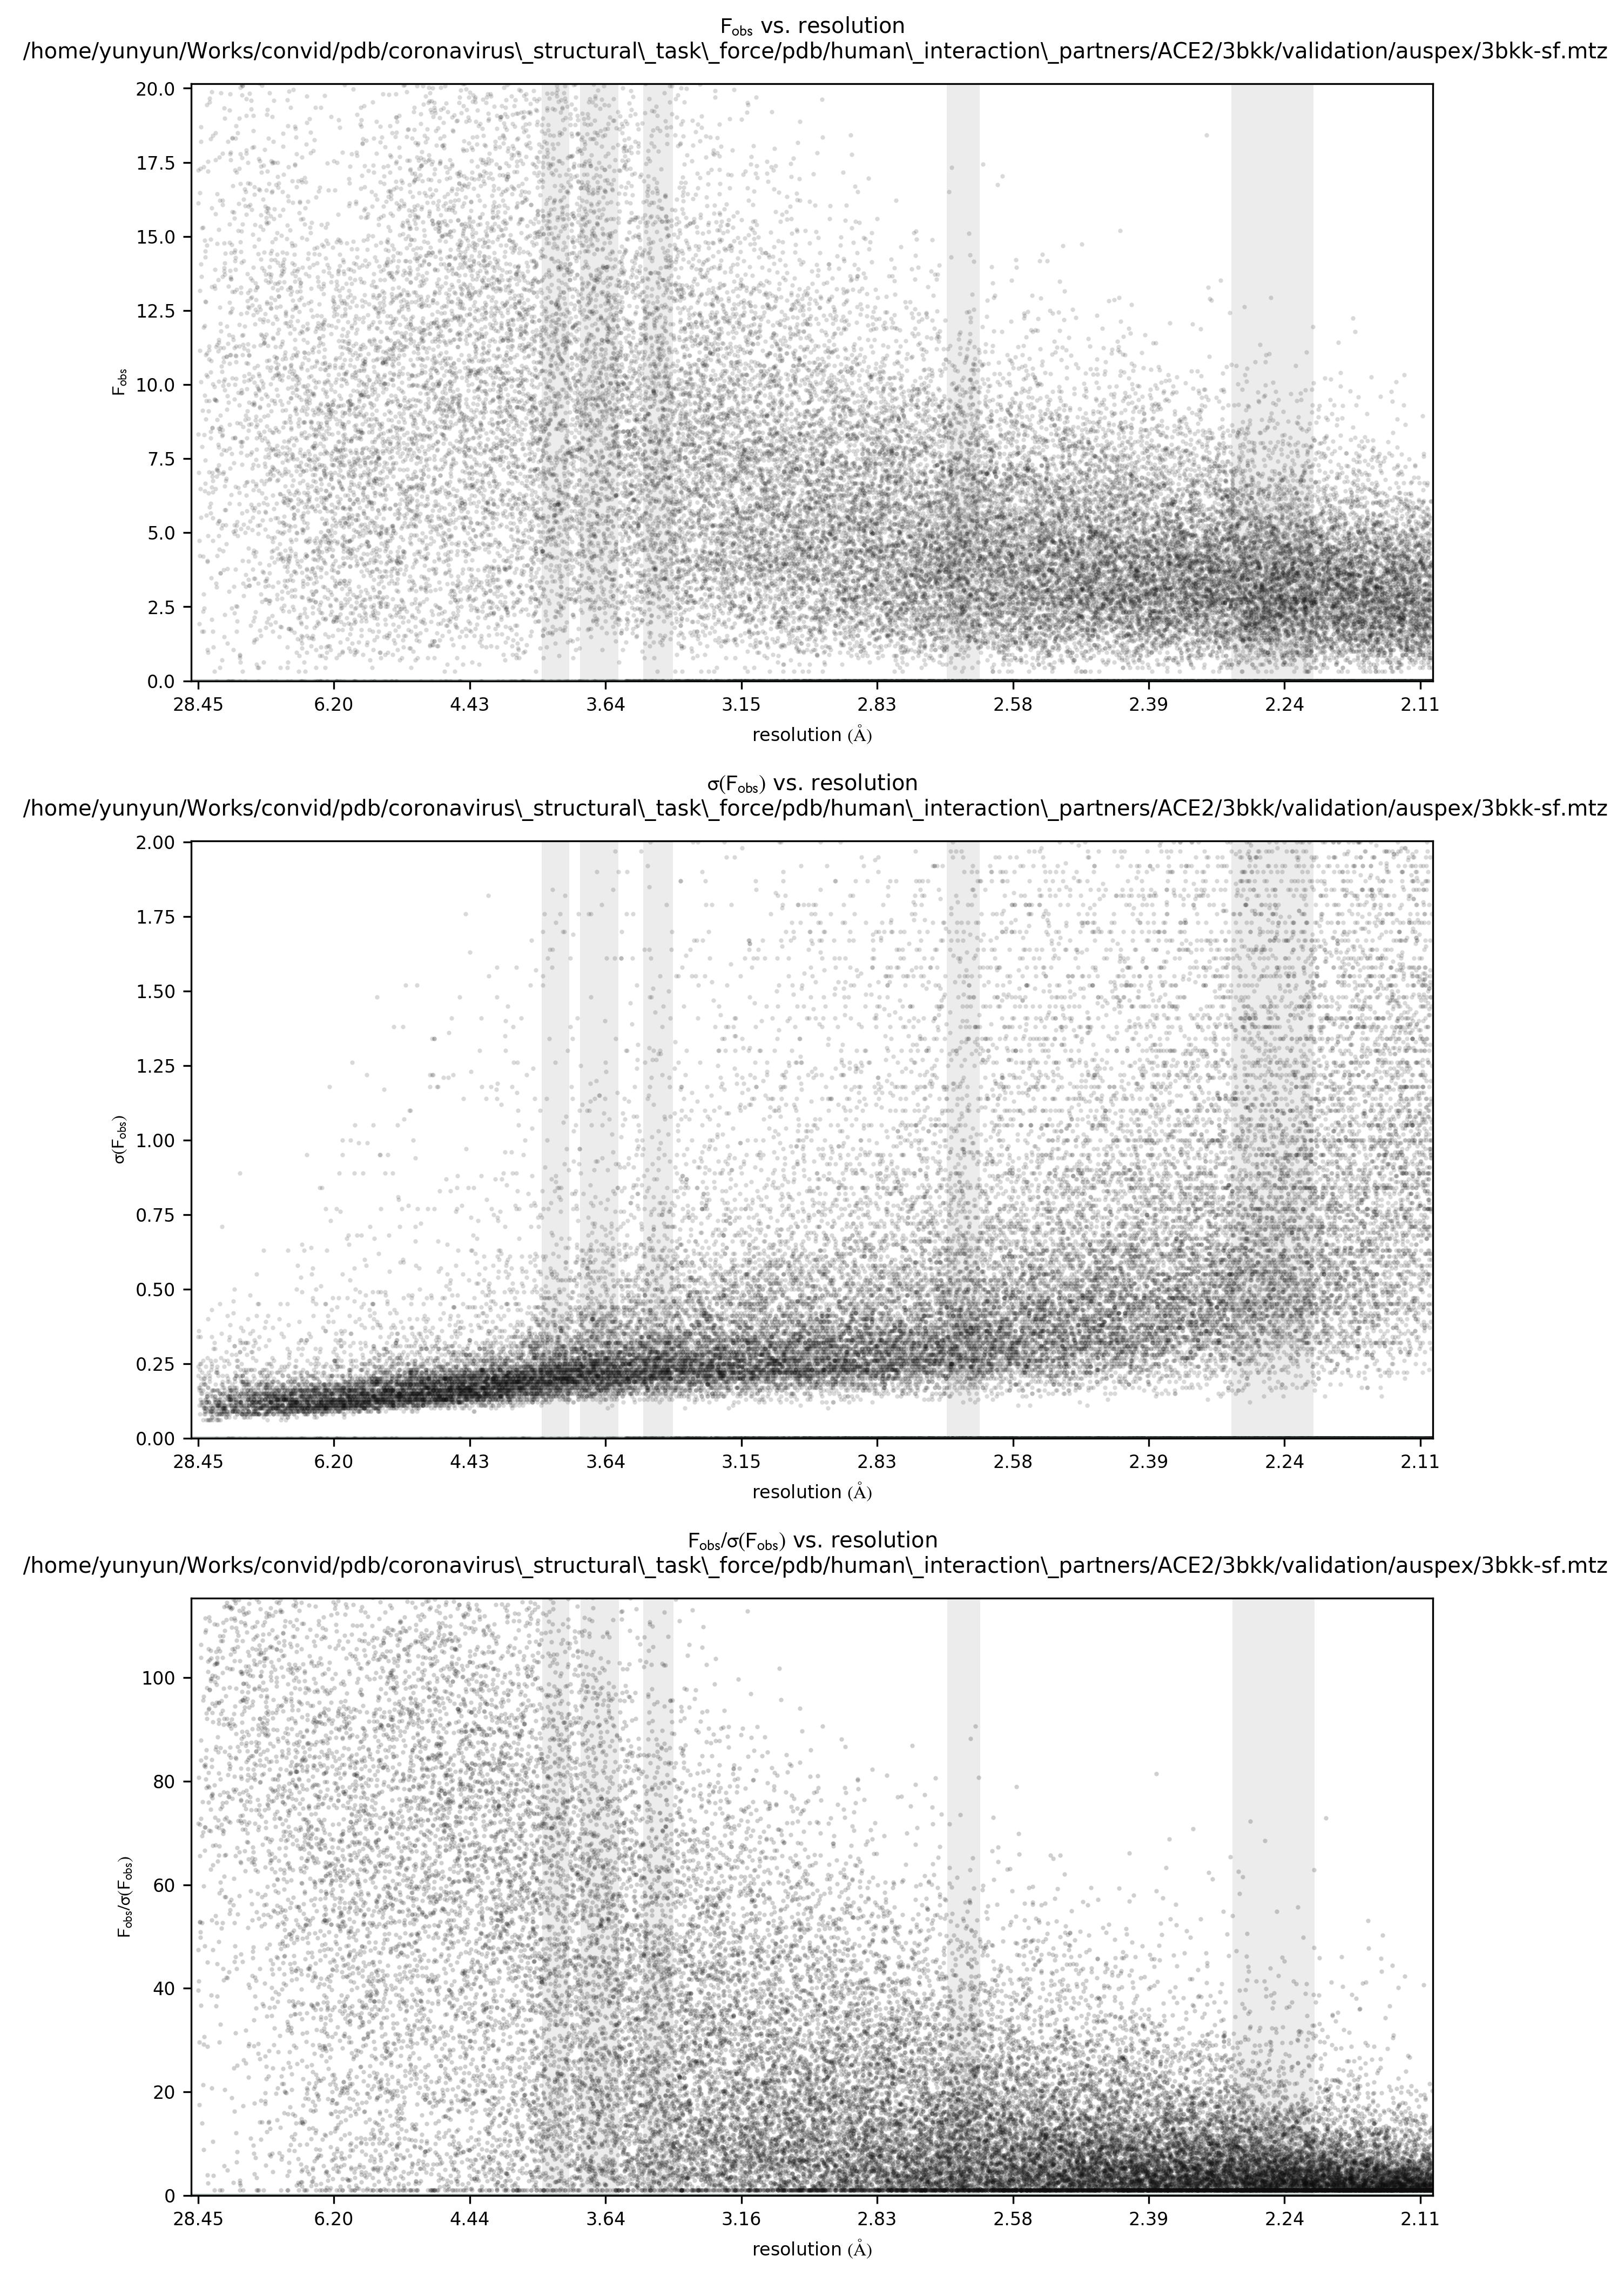 Fobs vs. resolution
/home/yunyun/Works/convid/pdb/coronavirus\_structural\_task\_force/pdb/human\_interaction\_partners/ACE2/3bkk/validation/auspex/3bkk-sf.mtz
20.0
17.5
15.0
12.5
10.0
7.5
5.0
2.5
0.0
Fobs
28.45 6.20 4.43 3.64 3.15 2.83 2.58 2.39 2.24 2.11
resolution (Å)
σ(Fobs) vs. resolution
/home/yunyun/Works/convid/pdb/coronavirus\_structural\_task\_force/pdb/human\_interaction\_partners/ACE2/3bkk/validation/auspex/3bkk-sf.mtz
2.00
1.75
1.50
1.25
1.00
0.75
0.50
0.25
0.00
σ(Fobs)
28.45 6.20 4.43 3.64 3.15 2.83 2.58 2.39 2.24 2.11
resolution (Å)
Fobs/σ(Fobs) vs. resolution
/home/yunyun/Works/convid/pdb/coronavirus\_structural\_task\_force/pdb/human\_interaction\_partners/ACE2/3bkk/validation/auspex/3bkk-sf.mtz
100
80
60
40
20
0
Fobs/σ(Fobs)
28.45 6.20 4.44 3.64 3.16 2.83 2.58 2.39 2.24 2.11
resolution (Å)